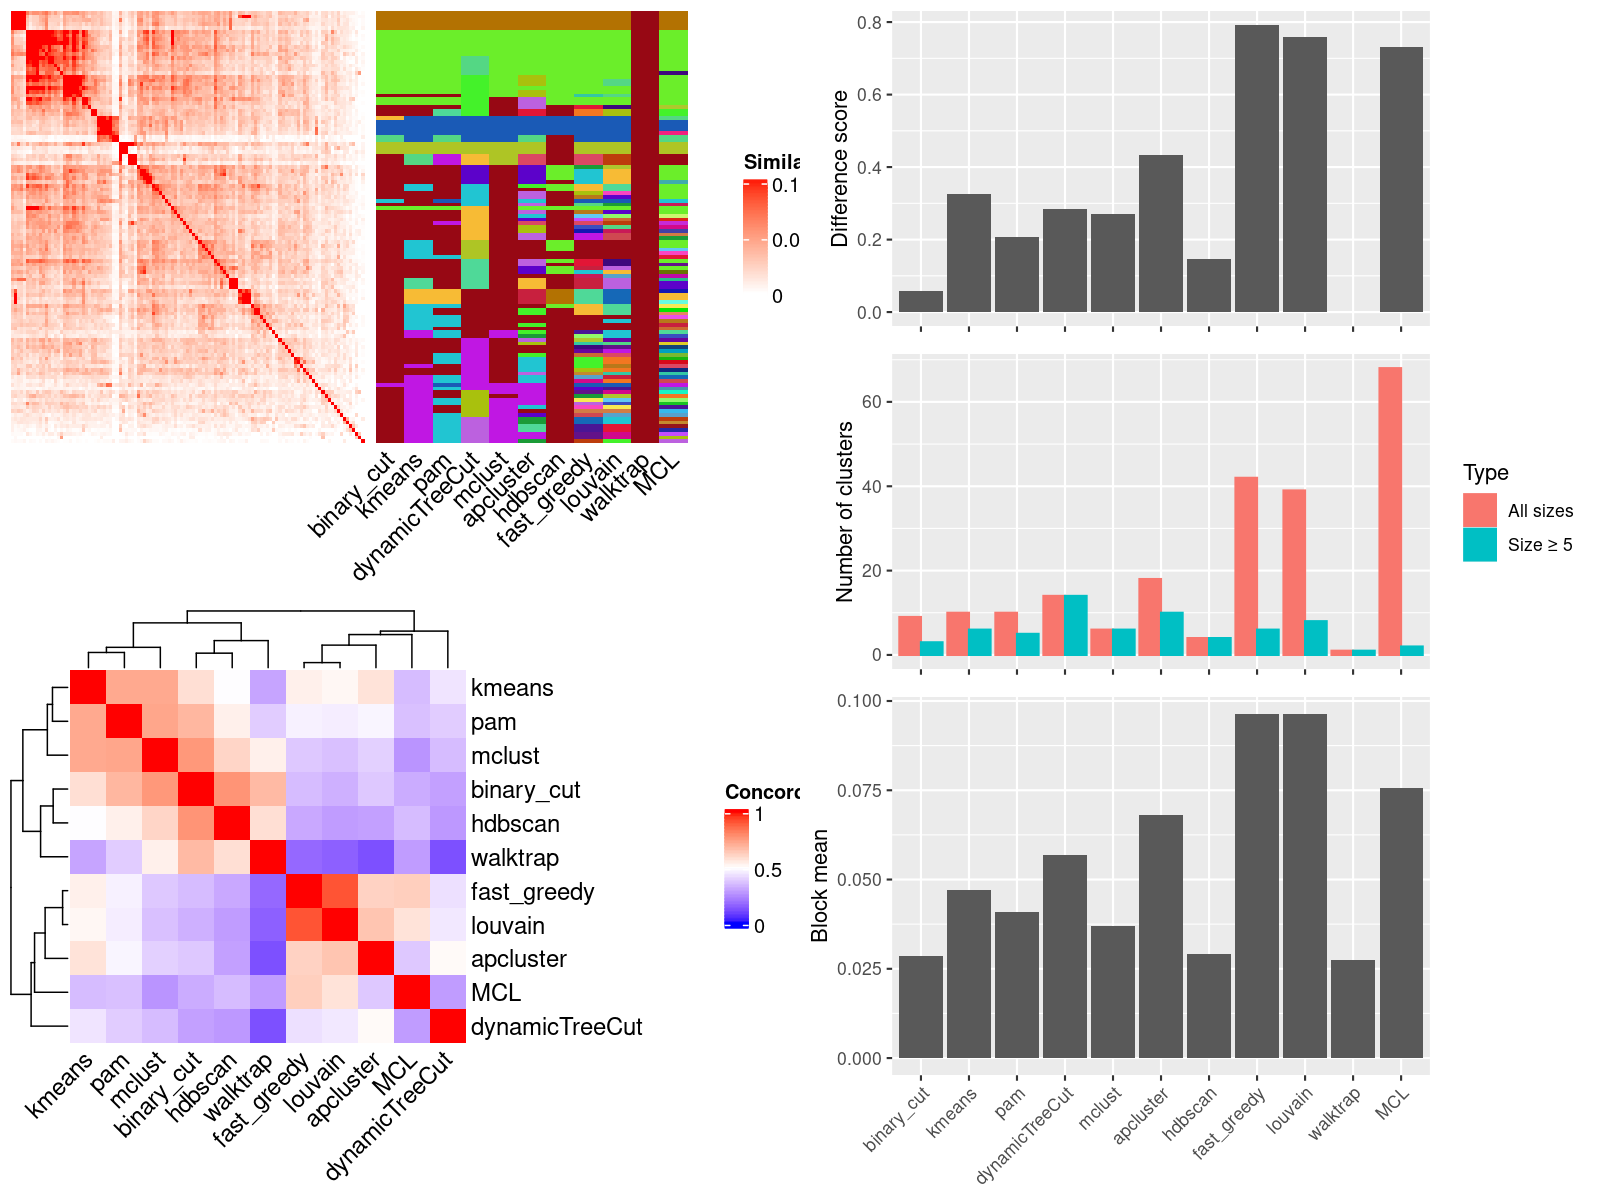 Simila
0.1
0.0
0
binary_cut
kmeans
pam
dynamicTreeCut
mclust
apcluster
hdbscan
fast_greedy
louvain
walktrap
MCL
kmeans
pam
mclust
binary_cut
hdbscan
walktrap
fast_greedy
louvain
apcluster
MCL
dynamicTreeCut
kmeans
pam
mclust
binary_cut
hdbscan
walktrap
fast_greedy
louvain
apcluster
MCL
dynamicTreeCut
Concord
1
0.5
0
Difference score
0.8
0.6
0.4
0.2
0.0
Number of clusters
60
40
20
0
Type
All sizes
Size ≥ 5
Block mean
0.100
0.075
0.050
0.025
0.000
binary_cut
kmeans
pam
dynamicTreeCut
mclust
apcluster
hdbscan
fast_greedy
louvain
walktrap
MCL